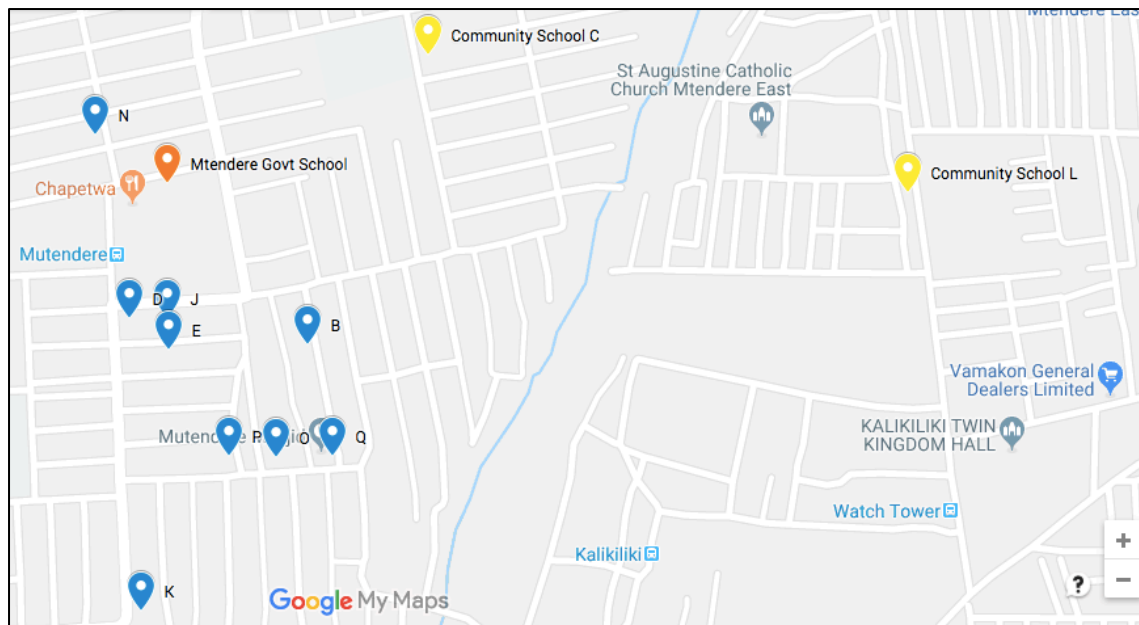 Mtendere East
Community School C
St Augustine Catholic
Church Mtendere East
N
Mtendere Govt School
Chapetwa
Community School L
Mutendere
D
J
E
B
Vamakon General
Dealers Limited
Mutendere
P
O
Q
KALIKILIKI TWIN
KINGDOM HALL
Watch Tower
Kalikiliki
K
Google My Maps
+
?
−